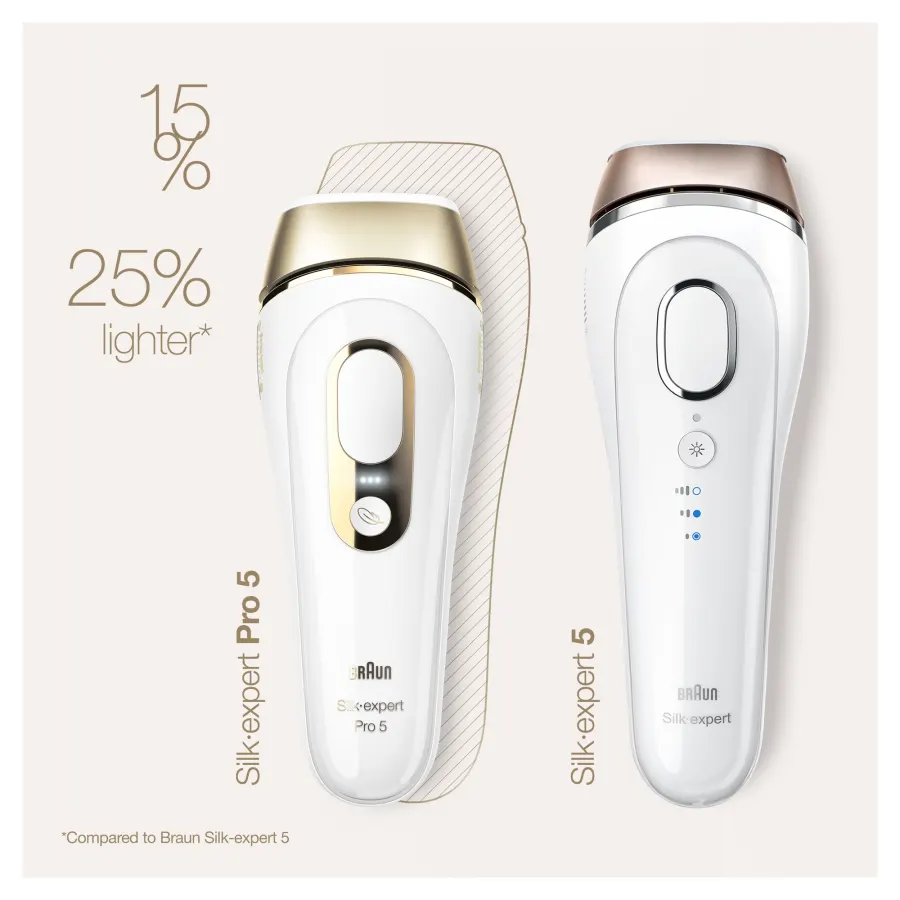 15
%
25%
lighter*
Silk·expert Pro 5
BRAUN
Silk·expert
Pro 5
Silk·expert 5
BRAUN
Silk·expert
*Compared to Braun Silk-expert 5